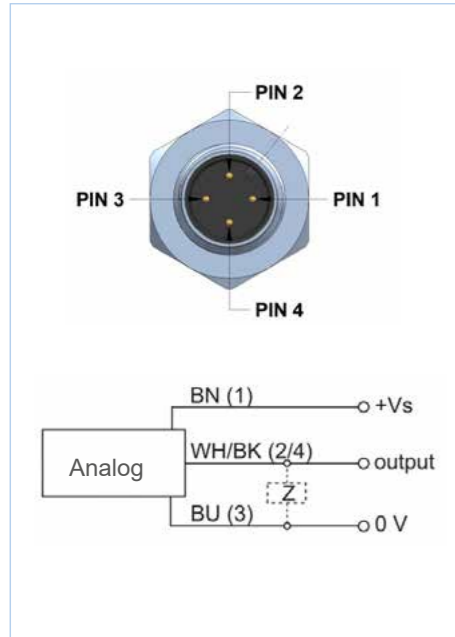 PIN 2
PIN 3 PIN 1
PIN 4
BN (1) +Vs
Analog WH/BK (2/4) output
Z
BU (3) 0 V